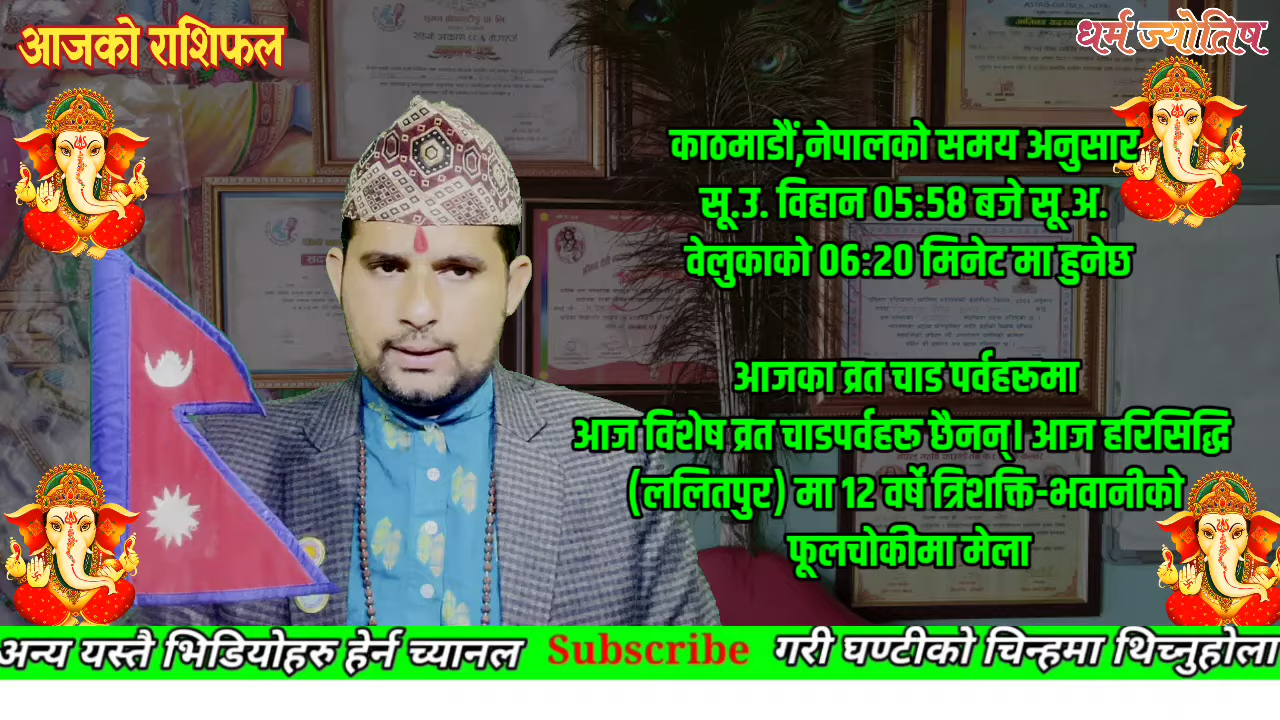 आजको राशिफल
धर्म ज्योतिष
काठमाडौं,नेपालको समय अनुसार
सू.उ. विहान 05:58 बजे सू.अ.
वेलुकाको 06:20 मिनेट मा हुनेछ
आजका व्रत चाड पर्वहरूमा
आज विशेष व्रत चाडपर्वहरू छैनन्। आज हरिसिद्धि
(ललितपुर) मा 12 वर्षे त्रिशक्ति-भवानीको
फूलचोकीमा मेला
अन्य यस्तै भिडियोहरु हेर्न च्यानल Subscribe गरी घण्टीको चिन्हमा थिच्नुहोला